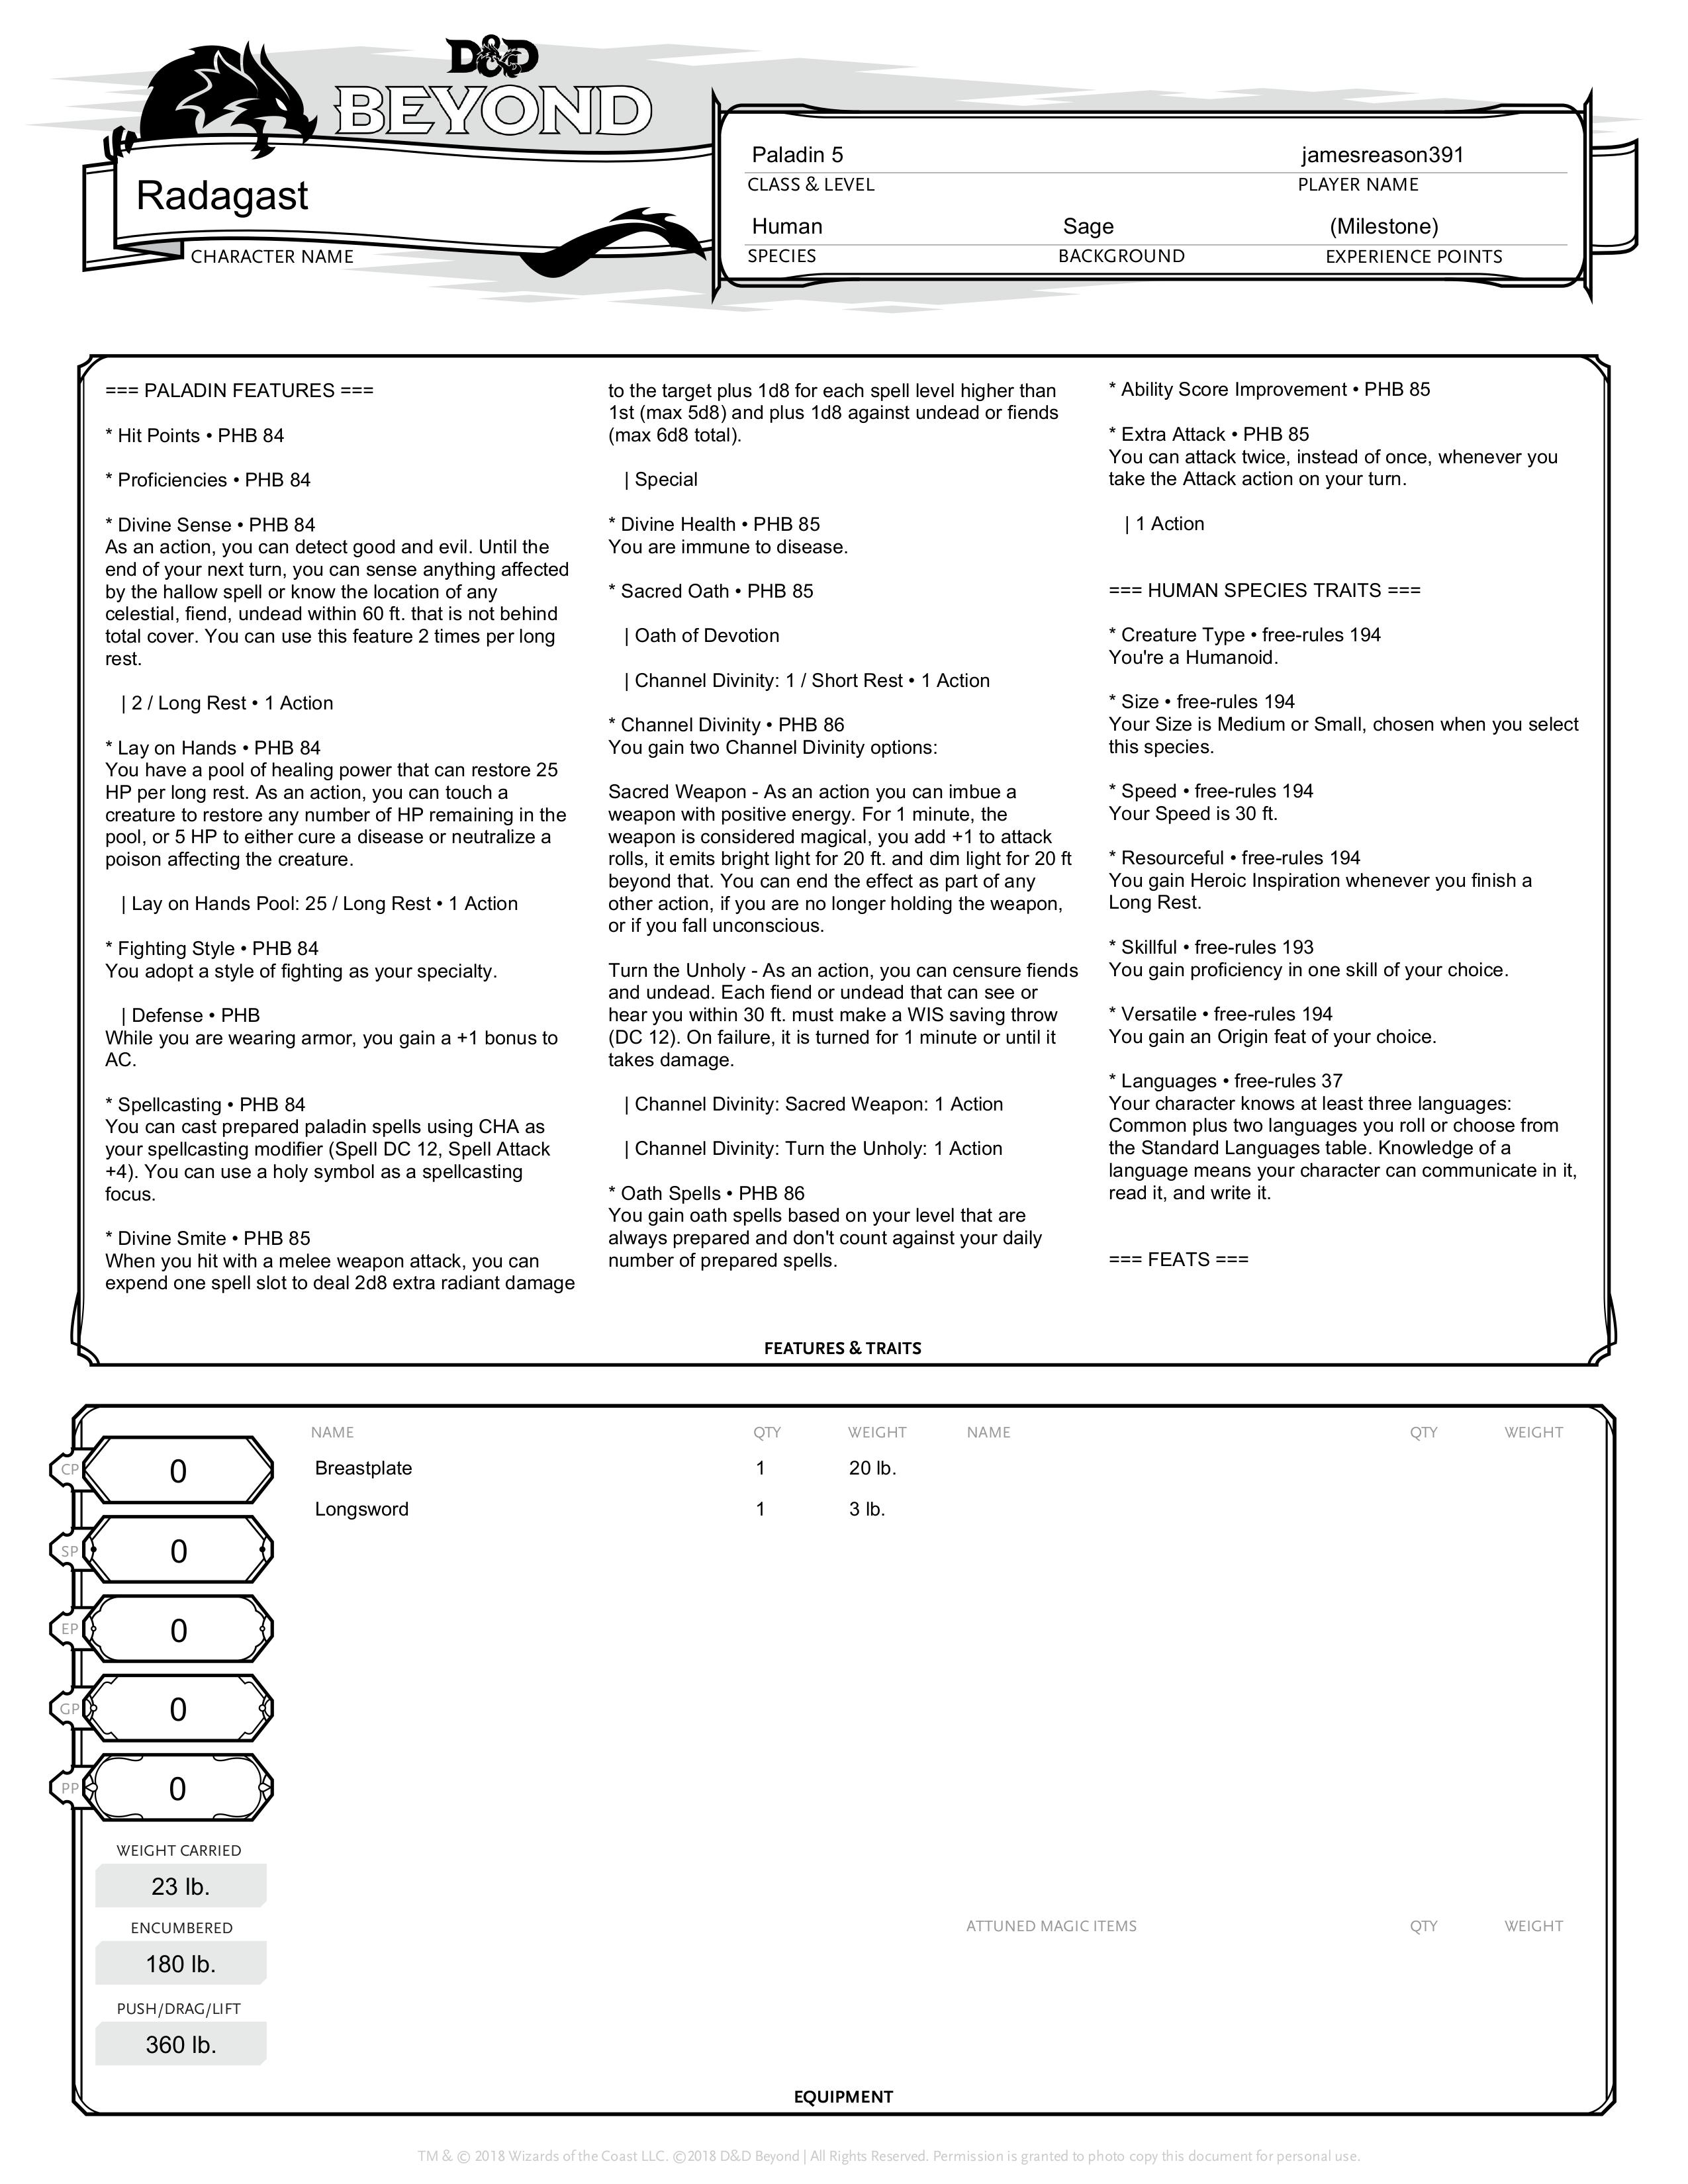 D&D
BEYOND
Radagast
CHARACTER NAME
Paladin 5 jamesreason391
CLASS & LEVEL PLAYER NAME
Human Sage (Milestone)
SPECIES BACKGROUND EXPERIENCE POINTS
=== PALADIN FEATURES ===
* Hit Points • PHB 84
* Proficiencies • PHB 84
* Divine Sense • PHB 84
As an action, you can detect good and evil. Until the
end of your next turn, you can sense anything affected
by the hallow spell or know the location of any
celestial, fiend, undead within 60 ft. that is not behind
total cover. You can use this feature 2 times per long
rest.
| 2 / Long Rest • 1 Action
* Lay on Hands • PHB 84
You have a pool of healing power that can restore 25
HP per long rest. As an action, you can touch a
creature to restore any number of HP remaining in the
pool, or 5 HP to either cure a disease or neutralize a
poison affecting the creature.
| Lay on Hands Pool: 25 / Long Rest • 1 Action
* Fighting Style • PHB 84
You adopt a style of fighting as your specialty.
| Defense • PHB
While you are wearing armor, you gain a +1 bonus to
AC.
* Spellcasting • PHB 84
You can cast prepared paladin spells using CHA as
your spellcasting modifier (Spell DC 12, Spell Attack
+4). You can use a holy symbol as a spellcasting
focus.
* Divine Smite • PHB 85
When you hit with a melee weapon attack, you can
expend one spell slot to deal 2d8 extra radiant damage
to the target plus 1d8 for each spell level higher than
1st (max 5d8) and plus 1d8 against undead or fiends
(max 6d8 total).
| Special
* Divine Health • PHB 85
You are immune to disease.
* Sacred Oath • PHB 85
| Oath of Devotion
| Channel Divinity: 1 / Short Rest • 1 Action
* Channel Divinity • PHB 86
You gain two Channel Divinity options:
Sacred Weapon - As an action you can imbue a
weapon with positive energy. For 1 minute, the
weapon is considered magical, you add +1 to attack
rolls, it emits bright light for 20 ft. and dim light for 20 ft
beyond that. You can end the effect as part of any
other action, if you are no longer holding the weapon,
or if you fall unconscious.
Turn the Unholy - As an action, you can censure fiends
and undead. Each fiend or undead that can see or
hear you within 30 ft. must make a WIS saving throw
(DC 12). On failure, it is turned for 1 minute or until it
takes damage.
| Channel Divinity: Sacred Weapon: 1 Action
| Channel Divinity: Turn the Unholy: 1 Action
* Oath Spells • PHB 86
You gain oath spells based on your level that are
always prepared and don't count against your daily
number of prepared spells.
* Ability Score Improvement • PHB 85
* Extra Attack • PHB 85
You can attack twice, instead of once, whenever you
take the Attack action on your turn.
| 1 Action
=== HUMAN SPECIES TRAITS ===
* Creature Type • free-rules 194
You're a Humanoid.
* Size • free-rules 194
Your Size is Medium or Small, chosen when you select
this species.
* Speed • free-rules 194
Your Speed is 30 ft.
* Resourceful • free-rules 194
You gain Heroic Inspiration whenever you finish a
Long Rest.
* Skillful • free-rules 193
You gain proficiency in one skill of your choice.
* Versatile • free-rules 194
You gain an Origin feat of your choice.
* Languages • free-rules 37
Your character knows at least three languages:
Common plus two languages you roll or choose from
the Standard Languages table. Knowledge of a
language means your character can communicate in it,
read it, and write it.
=== FEATS ===
FEATURES & TRAITS
NAME QTY WEIGHT NAME QTY WEIGHT
CP 0 Breastplate 1 20 lb.
Longsword 1 3 lb.
SP 0
EP 0
GP 0
PP 0
WEIGHT CARRIED
23 lb.
ENCUMBERED ATTUNED MAGIC ITEMS QTY WEIGHT
180 lb.
PUSH/DRAG/LIFT
360 lb.
EQUIPMENT
TM & © 2018 Wizards of the Coast LLC. ©2018 D&D Beyond | All Rights Reserved. Permission is granted to photo copy this document for personal use.